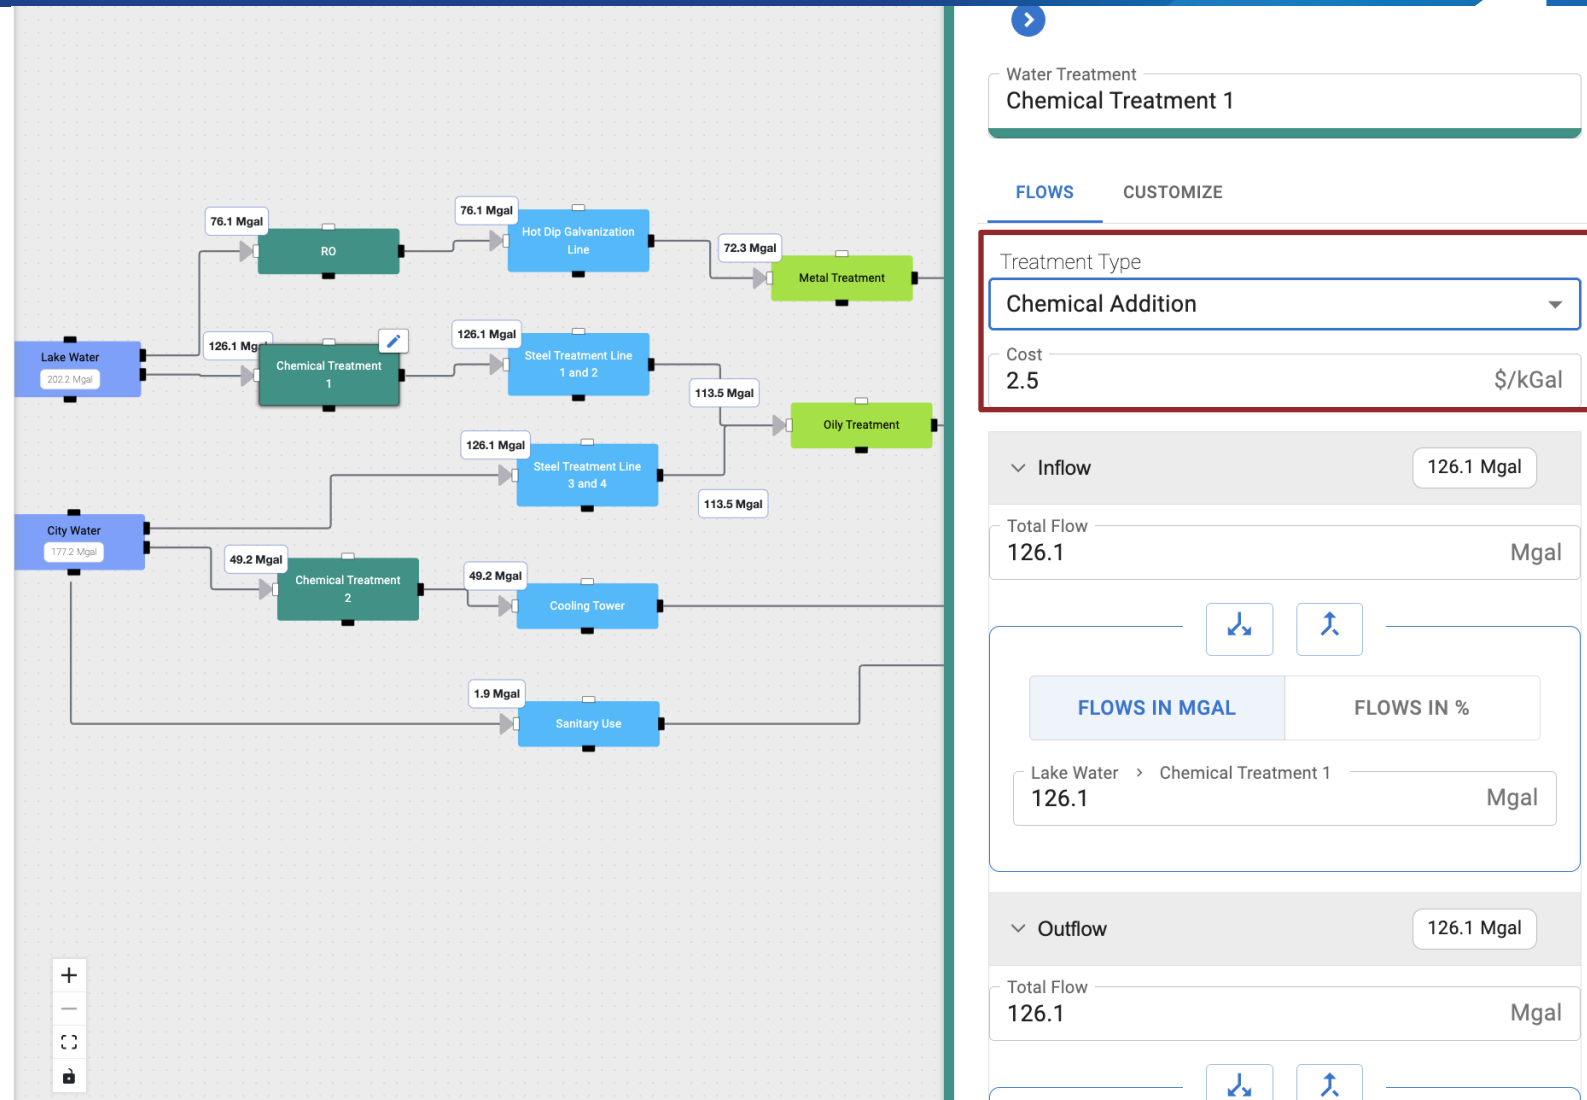 76.1 Mgal
RO
76.1 Mgal
Hot Dip Galvanization
Line
72.3 Mgal
Metal Treatment
Lake Water
202.2 Mgal
126.1 Mg
Chemical Treatment
1
126.1 Mgal
Steel Treatment Line
1 and 2
113.5 Mgal
Oily Treatment
126.1 Mgal
Steel Treatment Line
3 and 4
113.5 Mgal
City Water
177.2 Mgal
49.2 Mgal
Chemical Treatment
2
49.2 Mgal
Cooling Tower
1.9 Mgal
Sanitary Use
Water Treatment
Chemical Treatment 1
FLOWS CUSTOMIZE
Treatment Type
Chemical Addition
Cost
2.5 $/kGal
Inflow 126.1 Mgal
Total Flow
126.1 Mgal
FLOWS IN MGAL FLOWS IN %
Lake Water > Chemical Treatment 1
126.1 Mgal
Outflow 126.1 Mgal
Total Flow
126.1 Mgal